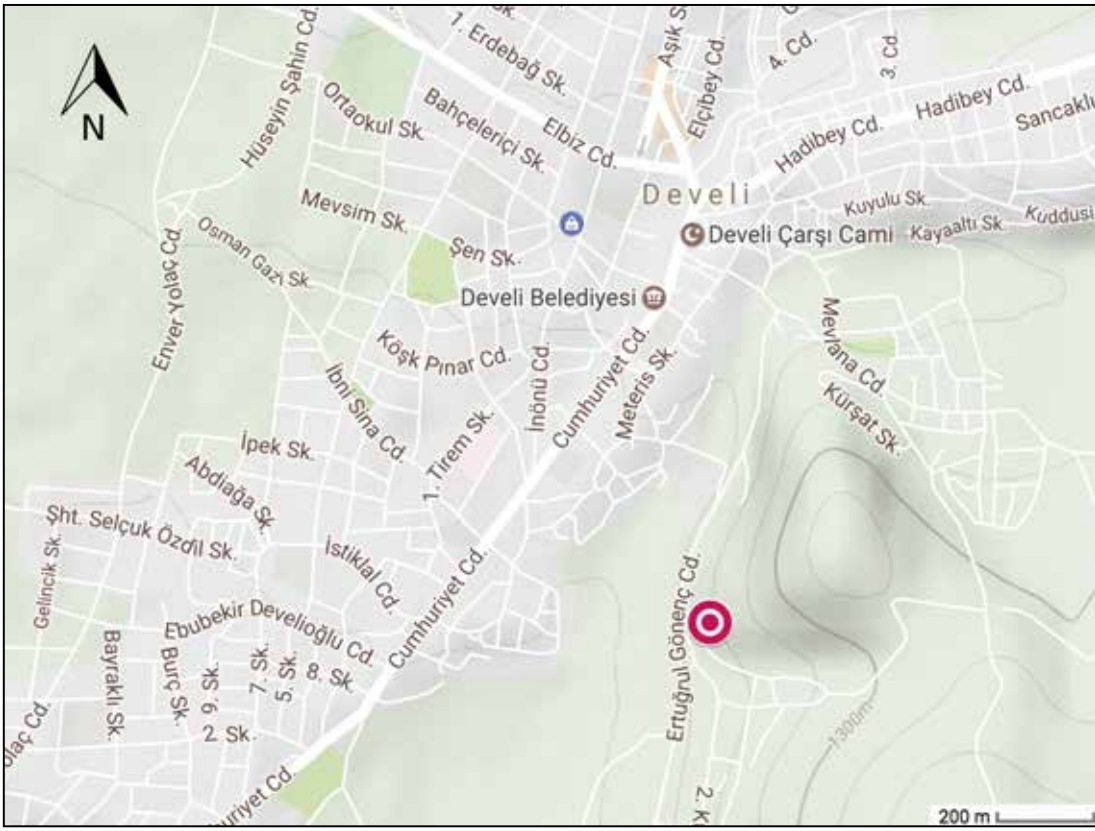 Aşık S
1. Erdebağ Sk.
Elçibey Cd.
4. Cd.
3. Cd.
Hüseyin Şahin Cd.
Ortaokul Sk.
Bahçeleriçi Sk.
Elbiz Cd.
Hadibey Cd.
Hadibey Cd.
Sancaklı
N
Develi
Mevsim Sk.
Şen Sk.
Kuyulu Sk.
Kayaaltı Sk.
Kuddusi
Develi Çarşı Cami
Osman Gazi Sk.
Enver Yolaç Cd.
Develi Belediyesi
Köşk Pınar Cd.
İnönü Cd.
Cumhuriyet Cd.
Meteris Sk.
Mevlana Cd.
Kürşat Sk.
İbni Sina Cd.
1. Tirem Sk.
İpek Sk.
Abdiağa Sk.
Şht. Selçuk Özdil Sk.
İstiklal Cd.
Cumhuriyet Cd.
Gelincik Sk.
Ebubekir Develioğlu Cd.
Ertuğrul Gönenç Cd.
Bayraklı Sk.
Burç Sk.
9. Sk.
7. Sk.
5. Sk.
8. Sk.
2. Sk.
olaç Cd.
huriyet Cd.
1300m
2. K
200 m